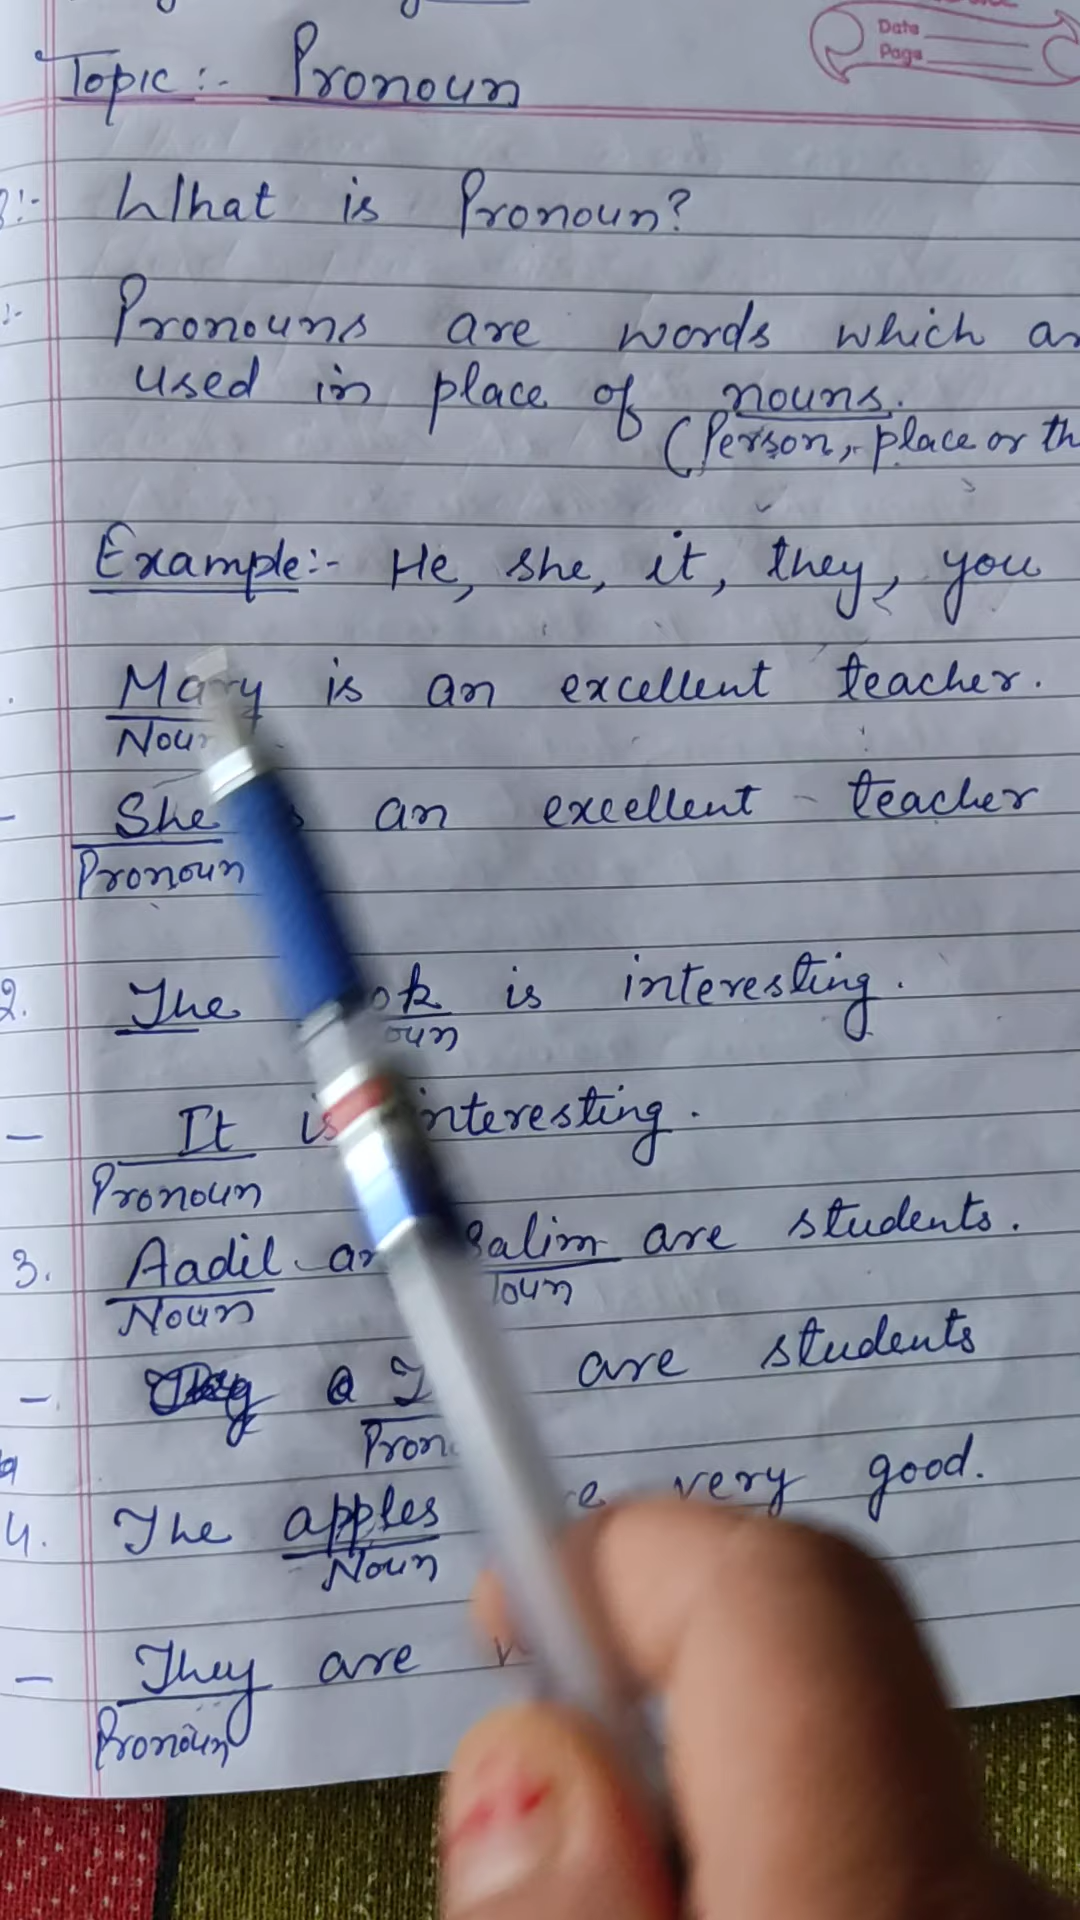 Date
Page
Topic:- Pronoun
What is Pronoun?
Pronouns are words which
used in place of nouns.
(Person, place or
Example:- He, she, it, they, you
Mary is an excellent teacher.
Noun
She an excellent teacher
Pronoun
2. The is interesting.
It is interesting.
Pronoun
3. Aadil Salim are students.
Noun
are students
4. The apples very good.
Noun
They are
Pronoun